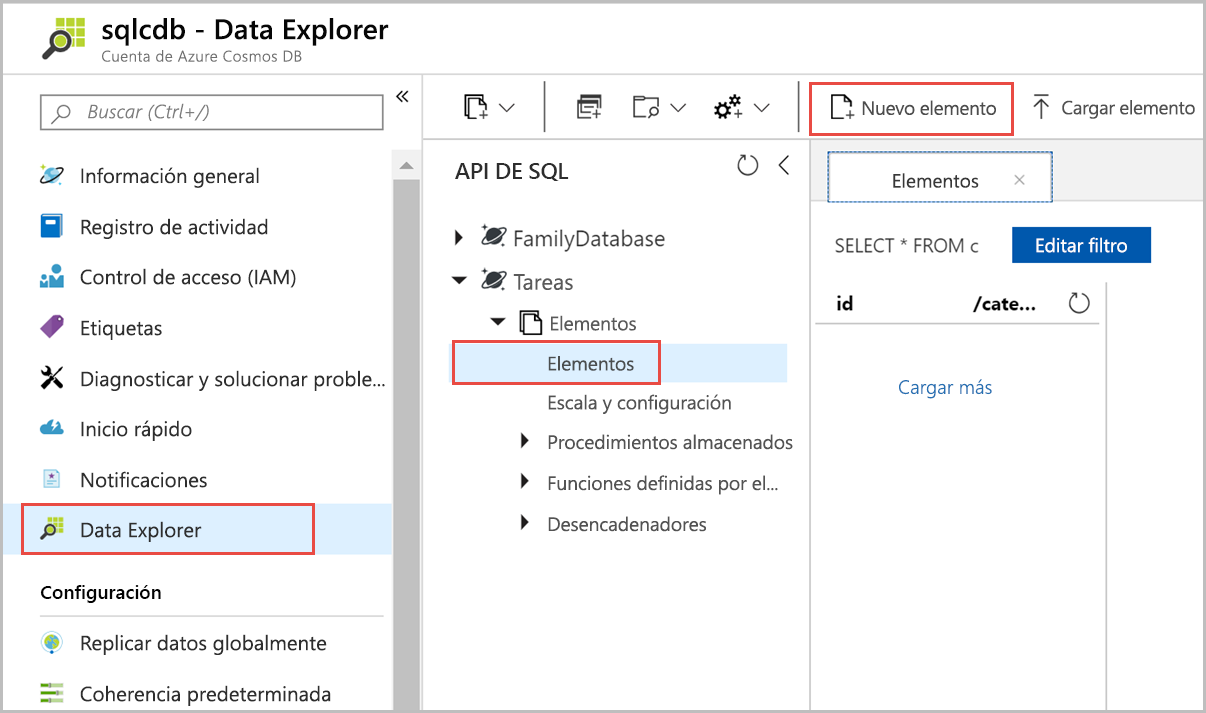 sqlcdb - Data Explorer
Cuenta de Azure Cosmos DB
Buscar (Ctrl+/)
«
Información general
Registro de actividad
Control de acceso (IAM)
Etiquetas
Diagnosticar y solucionar proble...
Inicio rápido
Notificaciones
Data Explorer
Configuración
Replicar datos globalmente
Coherencia predeterminada
Nuevo elemento
Cargar elemento
API DE SQL
FamilyDatabase
Tareas
Elementos
Elementos
Escala y configuración
Procedimientos almacenados
Funciones definidas por el...
Desencadenadores
Elementos
SELECT * FROM c
Editar filtro
id
/cate...
Cargar más